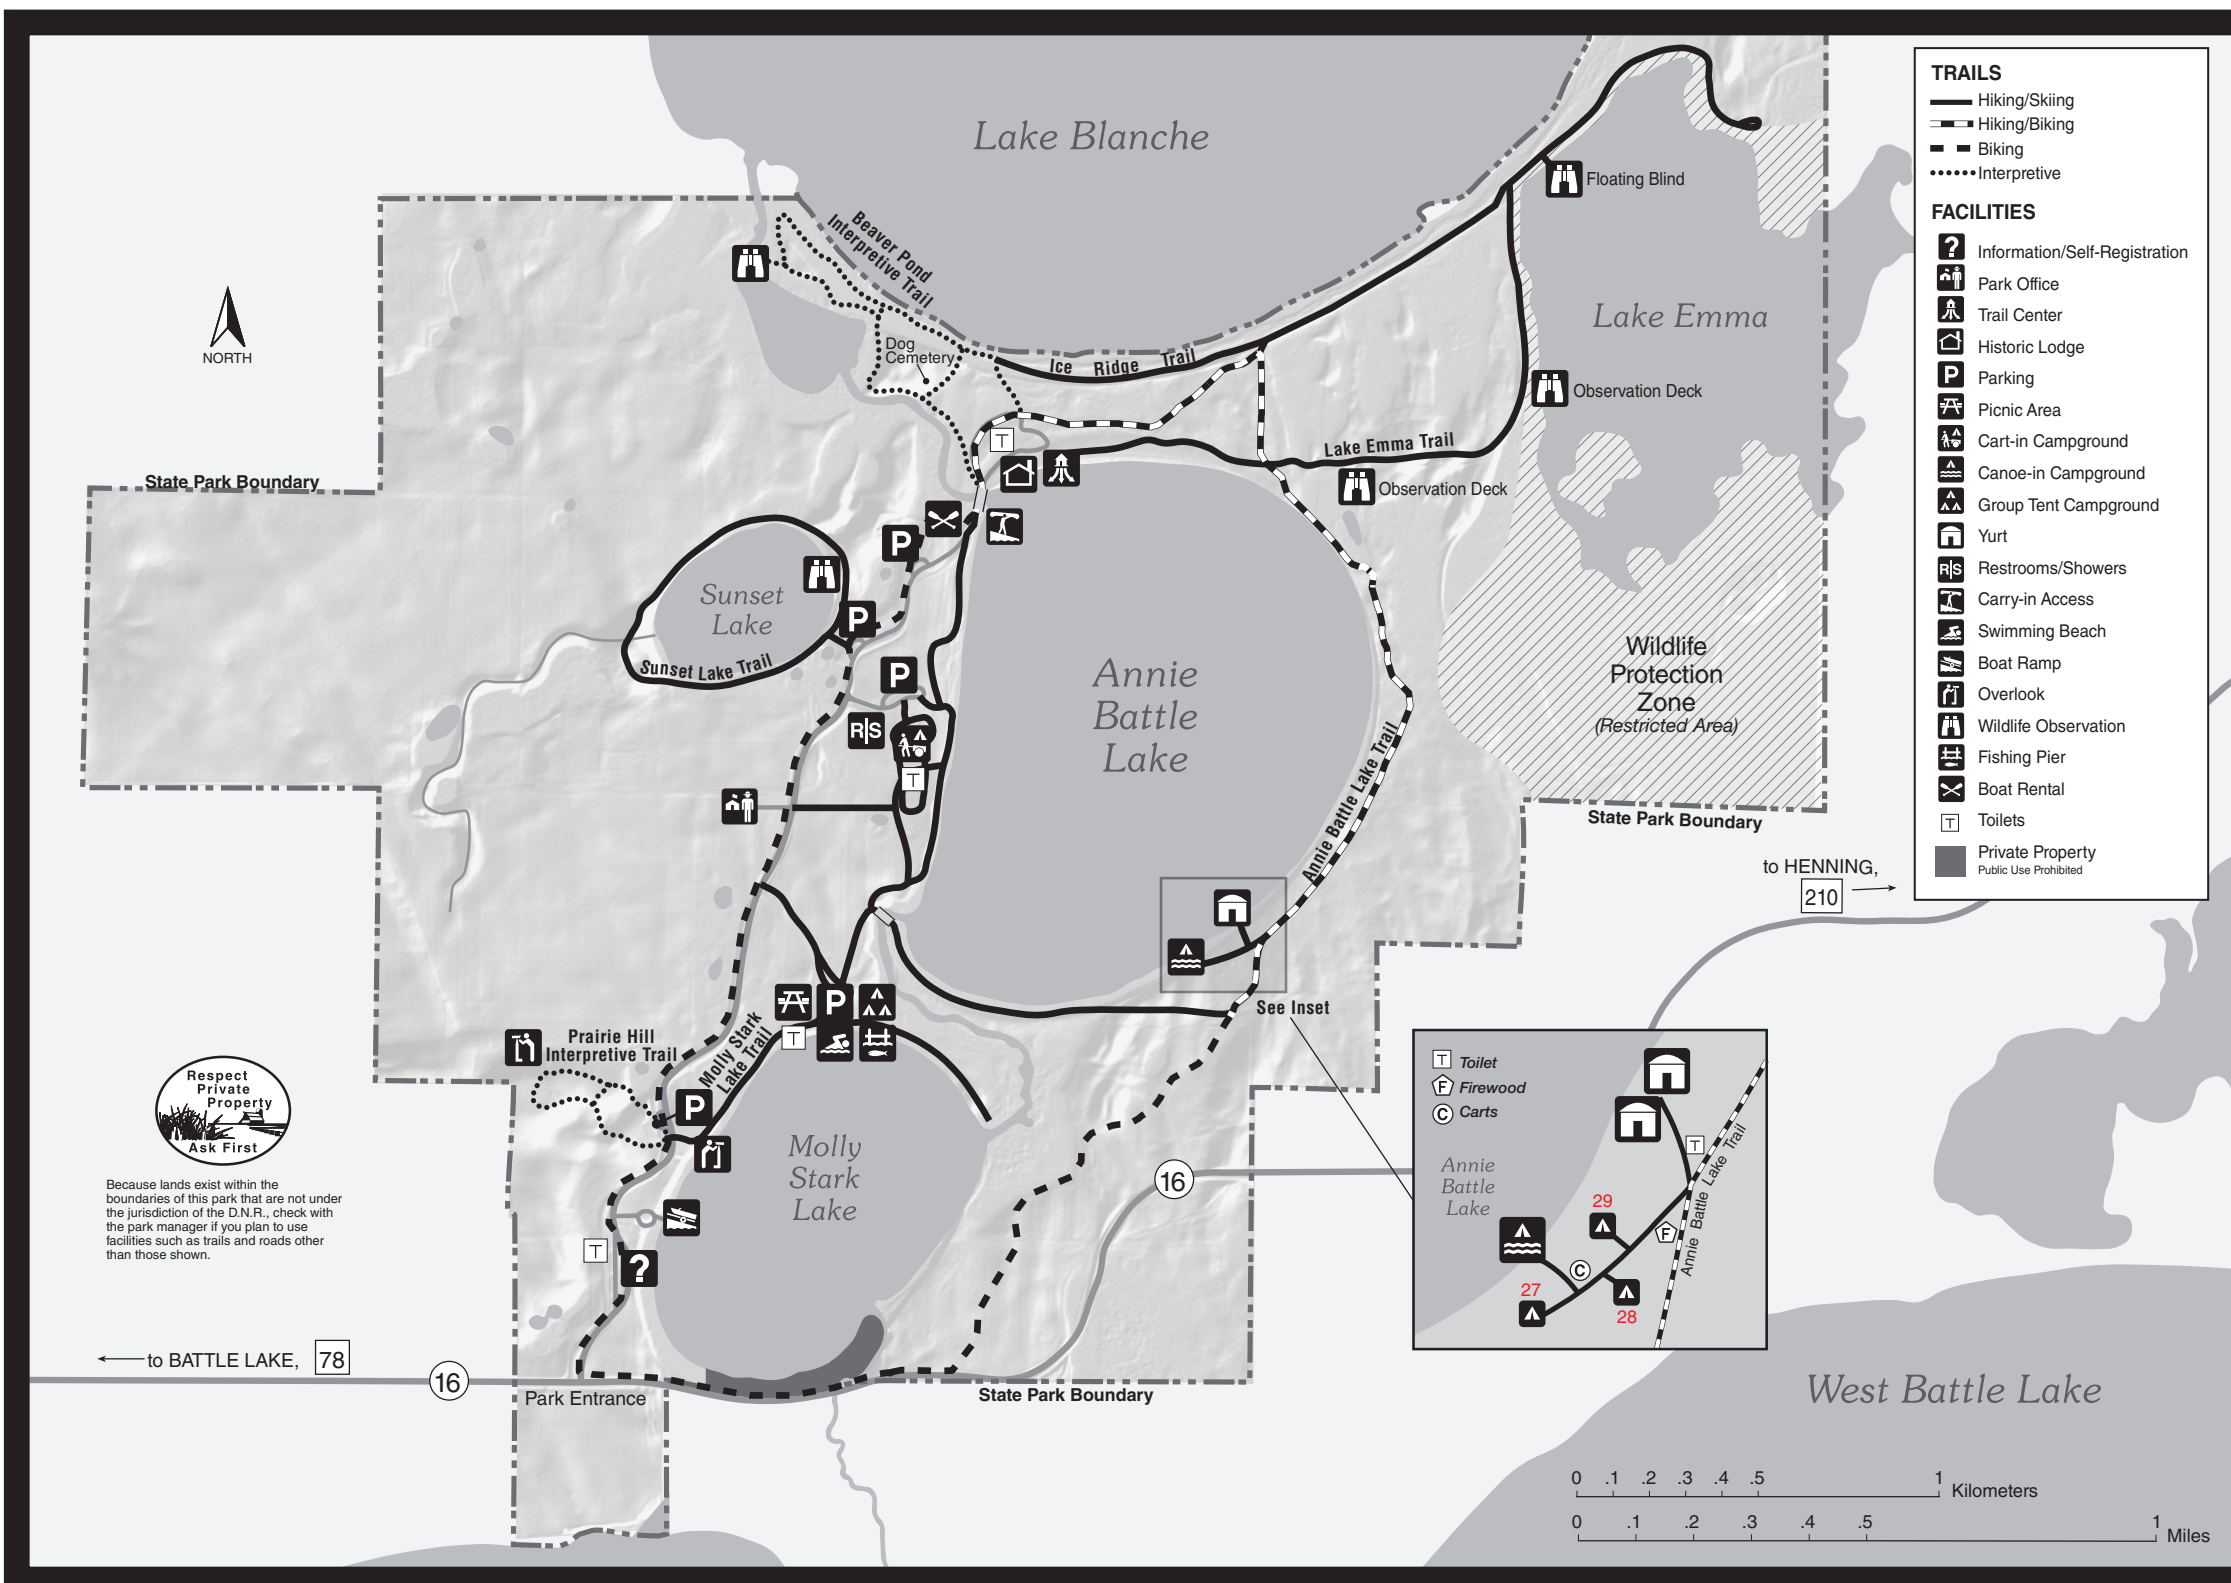 Lake Blanche
Beaver Pond
Interpretive Trail
Floating Blind
Lake Emma
NORTH
Dog
Cemetery
Ice Ridge Trail
Observation Deck
Lake Emma Trail
T
Observation Deck
State Park Boundary
P
Sunset
Lake
P
Sunset Lake Trail
P
R|S
T
Annie
Battle
Lake
Annie Battle Lake Trail
Wildlife
Protection
Zone
(Restricted Area)
State Park Boundary
to HENNING,
210
See Inset
P
T
Prairie Hill
Interpretive Trail
Molly Stark
Lake Trail
P
Molly
Stark
Lake
16
T
?
Respect
Private
Property
Ask First
Because lands exist within the
boundaries of this park that are not under
the jurisdiction of the D.N.R., check with
the park manager if you plan to use
facilities such as trails and roads other
than those shown.
to BATTLE LAKE, 78
16
Park Entrance
State Park Boundary
T Toilet
F Firewood
C Carts
Annie
Battle
Lake
T
Annie Battle Lake Trail
29
F
C
27
28
West Battle Lake
0 .1 .2 .3 .4 .5 1
Kilometers
0 .1 .2 .3 .4 .5 1
Miles
TRAILS
Hiking/Skiing
Hiking/Biking
Biking
Interpretive
FACILITIES
? Information/Self-Registration
Park Office
Trail Center
Historic Lodge
P Parking
Picnic Area
Cart-in Campground
Canoe-in Campground
Group Tent Campground
Yurt
R|S Restrooms/Showers
Carry-in Access
Swimming Beach
Boat Ramp
Overlook
Wildlife Observation
Fishing Pier
Boat Rental
T Toilets
Private Property
Public Use Prohibited